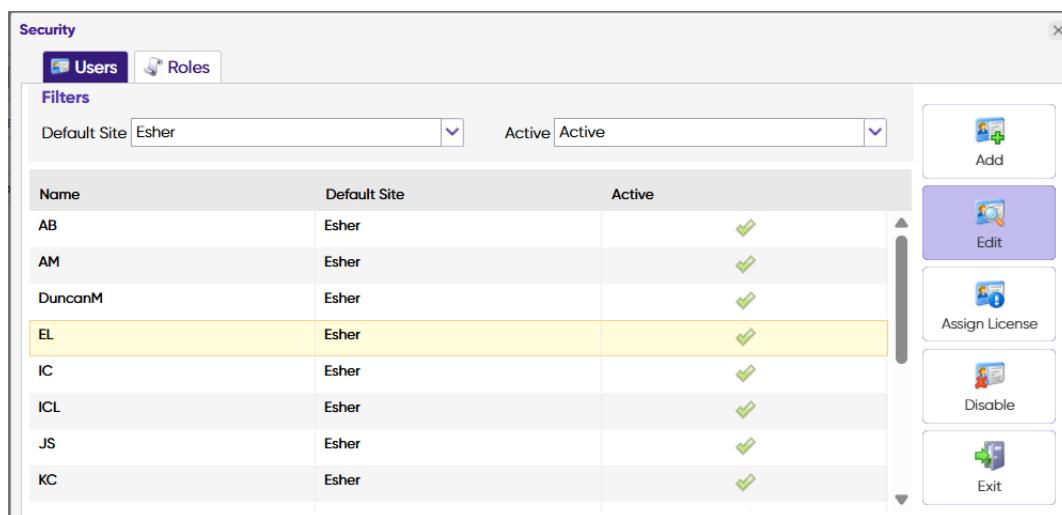 Security
Users Roles
Filters
Default Site Esher Active Active
Name Default Site Active
AB Esher
AM Esher
DuncanM Esher
EL Esher
IC Esher
ICL Esher
JS Esher
KC Esher
Add
Edit
Assign License
Disable
Exit